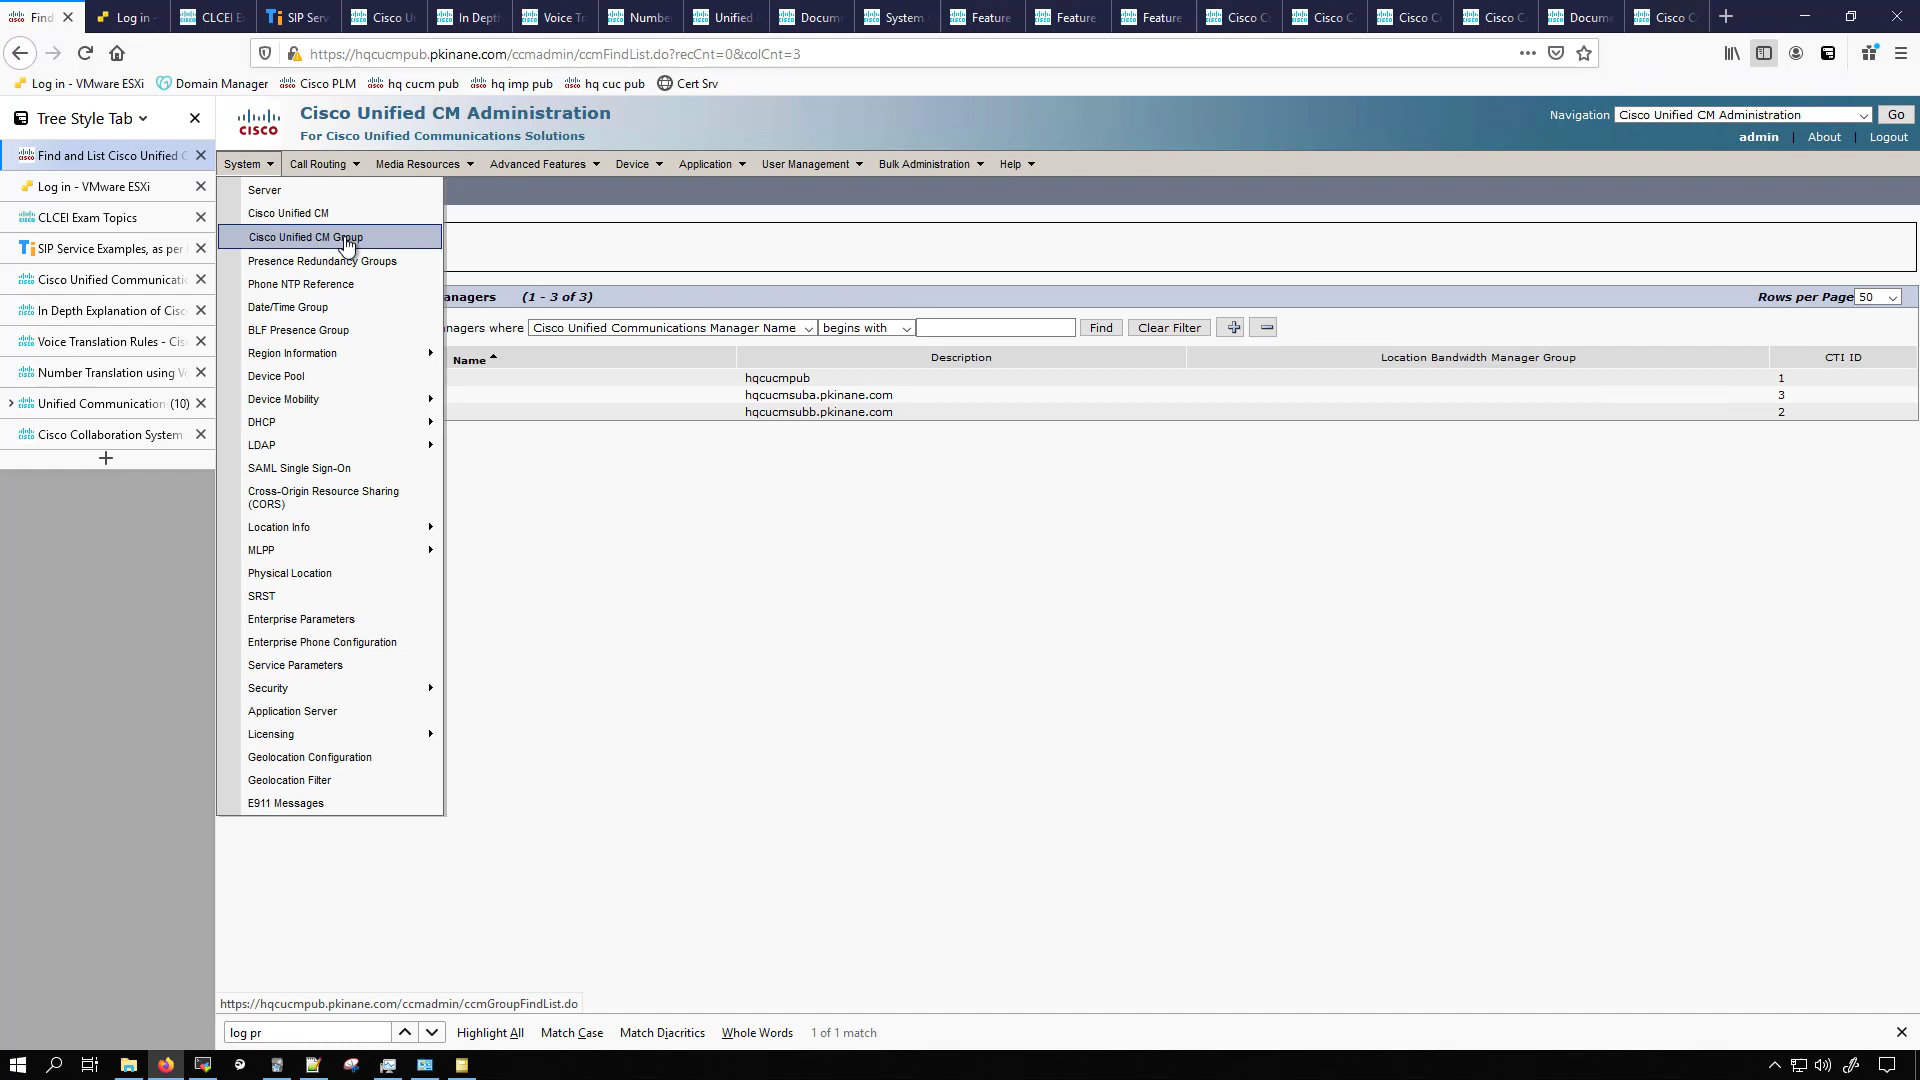 Find
Log in -
CLCEI E
SIP Serv
Cisco U
In Dept
Voice T
Numbe
Unified
Docum
System
Feature
Feature
Feature
Cisco C
Cisco C
Cisco C
Cisco C
Docume
Cisco C
https://hqcucmpub.pkinane.com/ccmadmin/ccmFindList.do?recCnt=0&colCnt=3
Log in - VMware ESXi
Domain Manager
Cisco PLM
hq cucm pub
hq imp pub
hq cuc pub
Cert Srv
Tree Style Tab
Find and List Cisco Unified C
Log in - VMware ESXi
CLCEI Exam Topics
SIP Service Examples, as per
Cisco Unified Communicati
In Depth Explanation of Cisc
Voice Translation Rules - Cis
Number Translation using Vo
Unified Communication (10)
Cisco Collaboration System
CISCO
Cisco Unified CM Administration
For Cisco Unified Communications Solutions
Navigation Cisco Unified CM Administration Go
admin About Logout
System Call Routing Media Resources Advanced Features Device Application User Management Bulk Administration Help
Server
Cisco Unified CM
Cisco Unified CM Group
Presence Redundancy Groups
Phone NTP Reference
Date/Time Group
BLF Presence Group
Region Information
Device Pool
Device Mobility
DHCP
LDAP
SAML Single Sign-On
Cross-Origin Resource Sharing
(CORS)
Location Info
MLPP
Physical Location
SRST
Enterprise Parameters
Enterprise Phone Configuration
Service Parameters
Security
Application Server
Licensing
Geolocation Configuration
Geolocation Filter
E911 Messages
anagers (1 - 3 of 3)
Rows per Page 50
nagers where Cisco Unified Communications Manager Name begins with Find Clear Filter
Name Description Location Bandwidth Manager Group CTI ID
hqcucmpub 1
hqcucmsuba.pkinane.com 3
hqcucmsubb.pkinane.com 2
https://hqcucmpub.pkinane.com/ccmadmin/ccmGroupFindList.do
log pr Highlight All Match Case Match Diacritics Whole Words 1 of 1 match